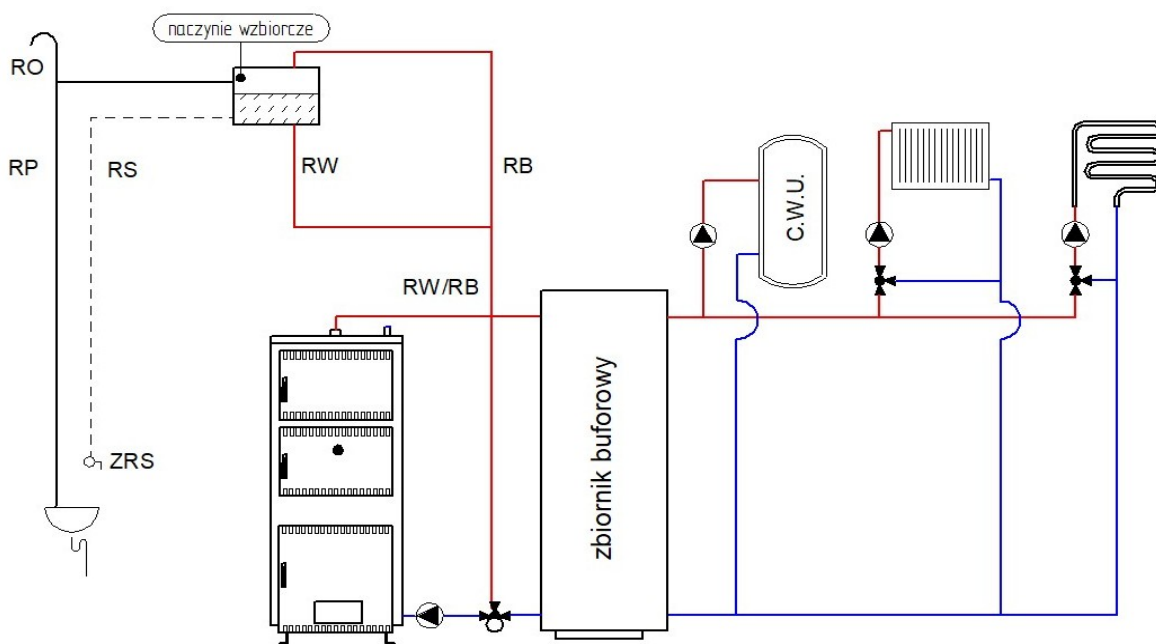 naczynie wzbiorcze
RO
RP
RS
RW
RB
C.W.U.
RW/RB
zbiornik buforowy
ZRS